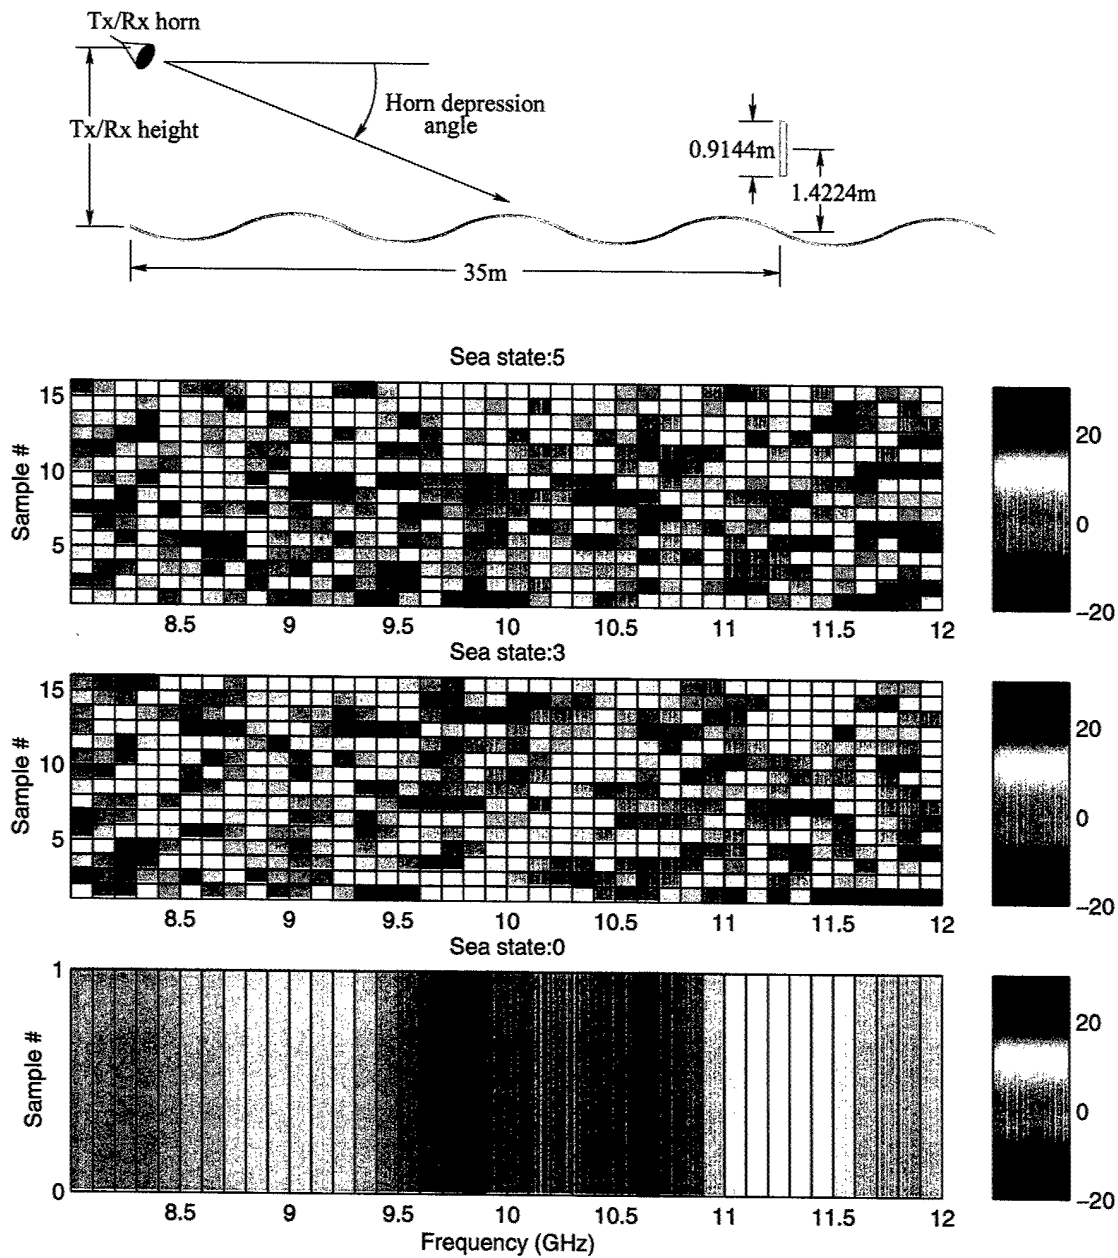 Tx/Rx horn
Tx/Rx height
Horn depression
angle
0.9144m
1.4224m
35m
Sea state:5
Sample #
15
10
5
8.5 9 9.5 10 10.5 11 11.5 12
20
0
-20
Sea state:3
Sample #
15
10
5
8.5 9 9.5 10 10.5 11 11.5 12
20
0
-20
Sea state:0
Sample #
1
0
8.5 9 9.5 10 10.5 11 11.5 12
Frequency (GHz)
20
0
-20